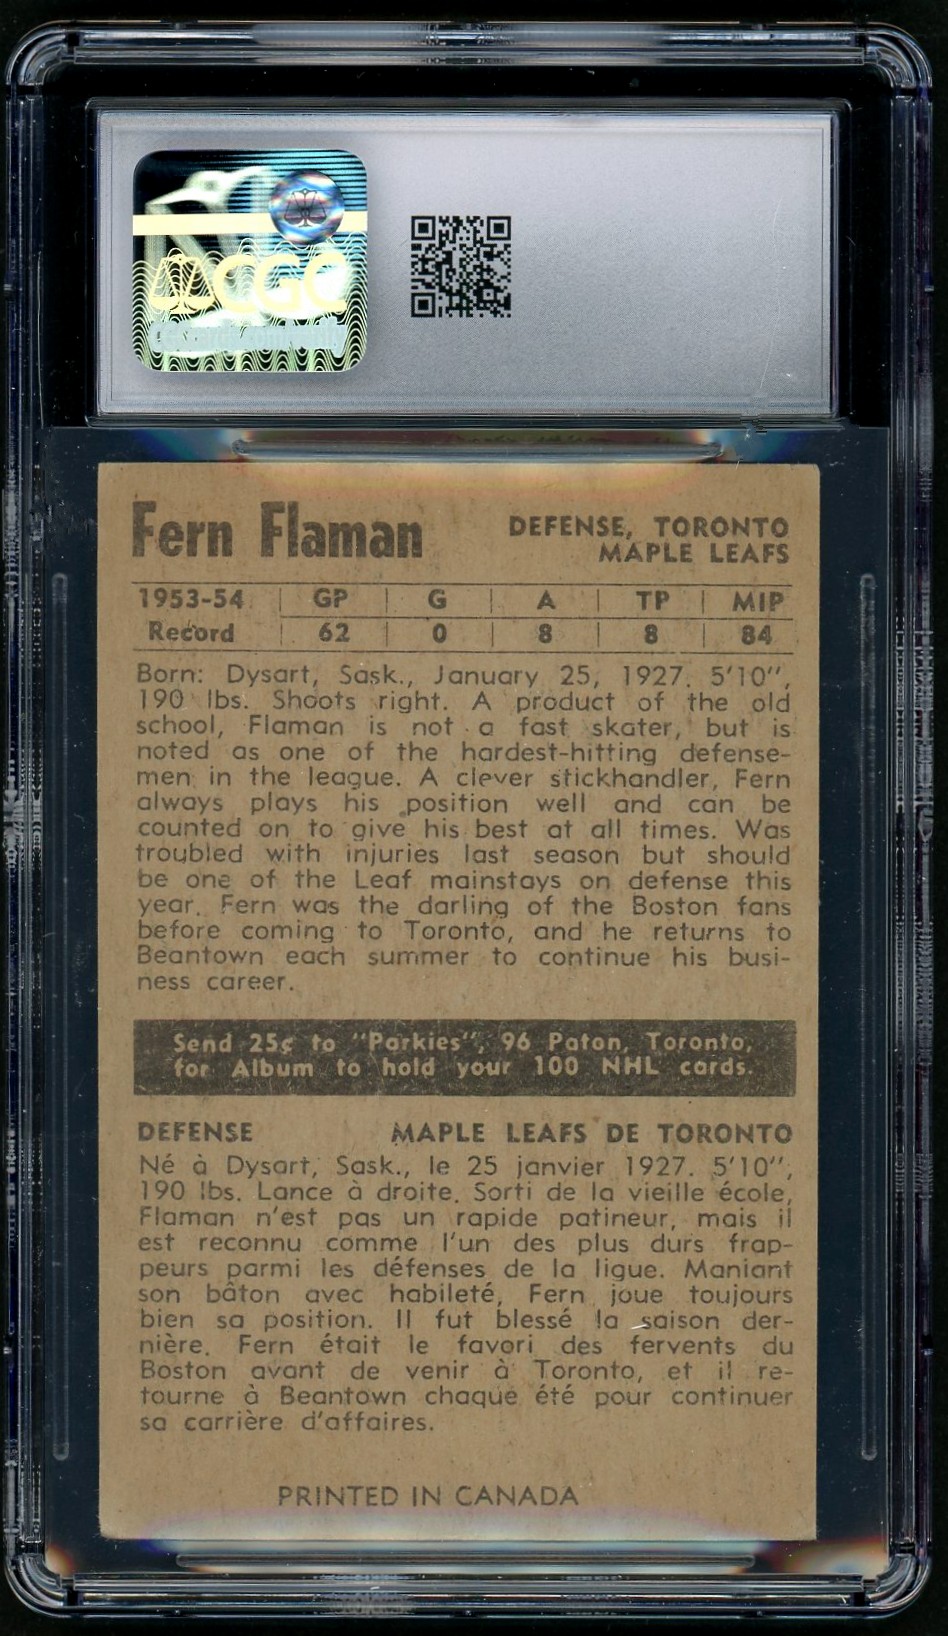 CGC
Fern Flaman
DEFENSE, TORONTO
MAPLE LEAFS
1953-54 GP G A TP MIP
Record 62 0 8 8 84
Born: Dysart, Sask., January 25, 1927. 5'10",
190 lbs. Shoots right. A product of the old
school, Flaman is not a fast skater, but is
noted as one of the hardest-hitting defense-
men in the league. A clever stickhandler, Fern
always plays his position well and can be
counted on to give his best at all times. Was
troubled with injuries last season but should
be one of the Leaf mainstays on defense this
year. Fern was the darling of the Boston fans
before coming to Toronto, and he returns to
Beantown each summer to continue his busi-
ness career.
Send 25¢ to "Parkies", 96 Paton, Toronto,
for Album to hold your 100 NHL cards.
DEFENSE MAPLE LEAFS DE TORONTO
Né à Dysart, Sask., le 25 janvier 1927. 5'10",
190 lbs. Lance à droite. Sorti de la vieille école,
Flaman n'est pas un rapide patineur, mais il
est reconnu comme l'un des plus durs frap-
peurs parmi les défenses de la ligue. Maniant
son bâton avec habileté, Fern joue toujours
bien sa position. Il fut blessé la saison der-
nière. Fern était le favori des fervents du
Boston avant de venir à Toronto, et il re-
tourne à Beantown chaque été pour continuer
sa carrière d'affaires.
PRINTED IN CANADA